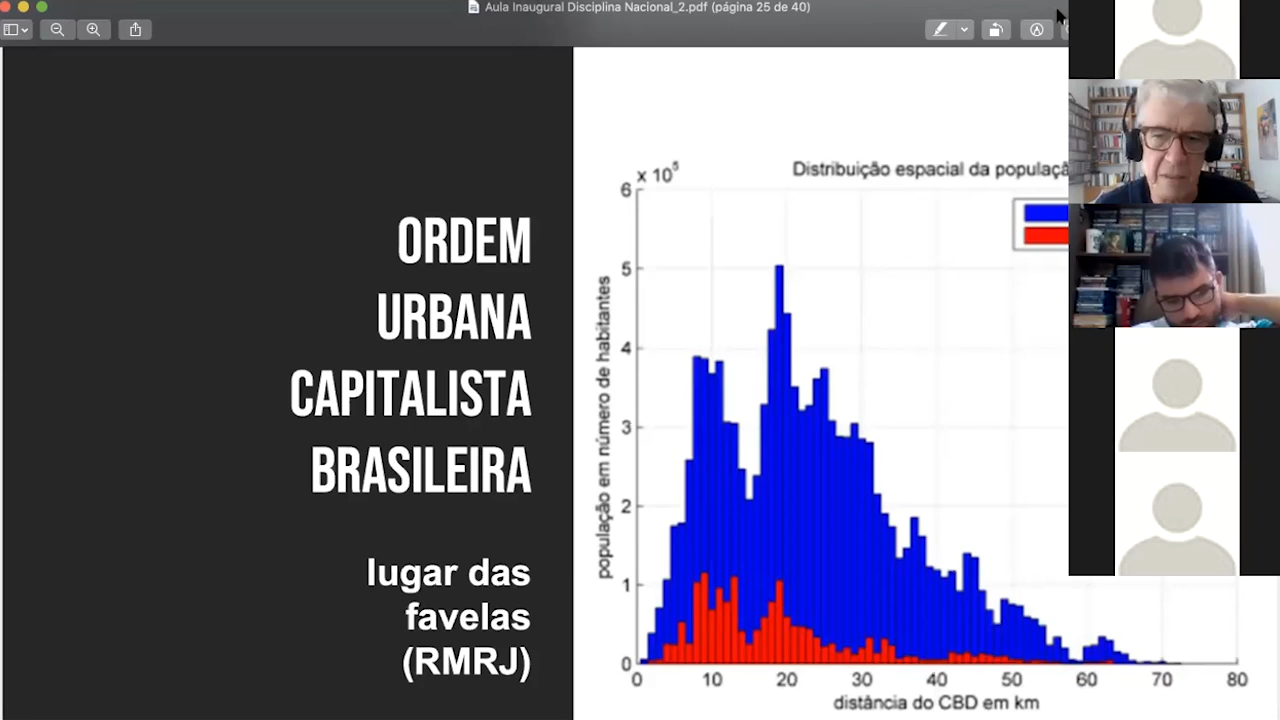 Aula Inaugural Disciplina Nacional_2.pdf (página 25 de 40)
ORDEM
URBANA
CAPITALISTA
BRASILEIRA
lugar das
favelas
(RMRJ)
Distribuição espacial da populaçã
x 10⁵
6
5
4
3
2
1
0
população em número de habitantes
0 10 20 30 40 50 60 70 80
distância do CBD em km